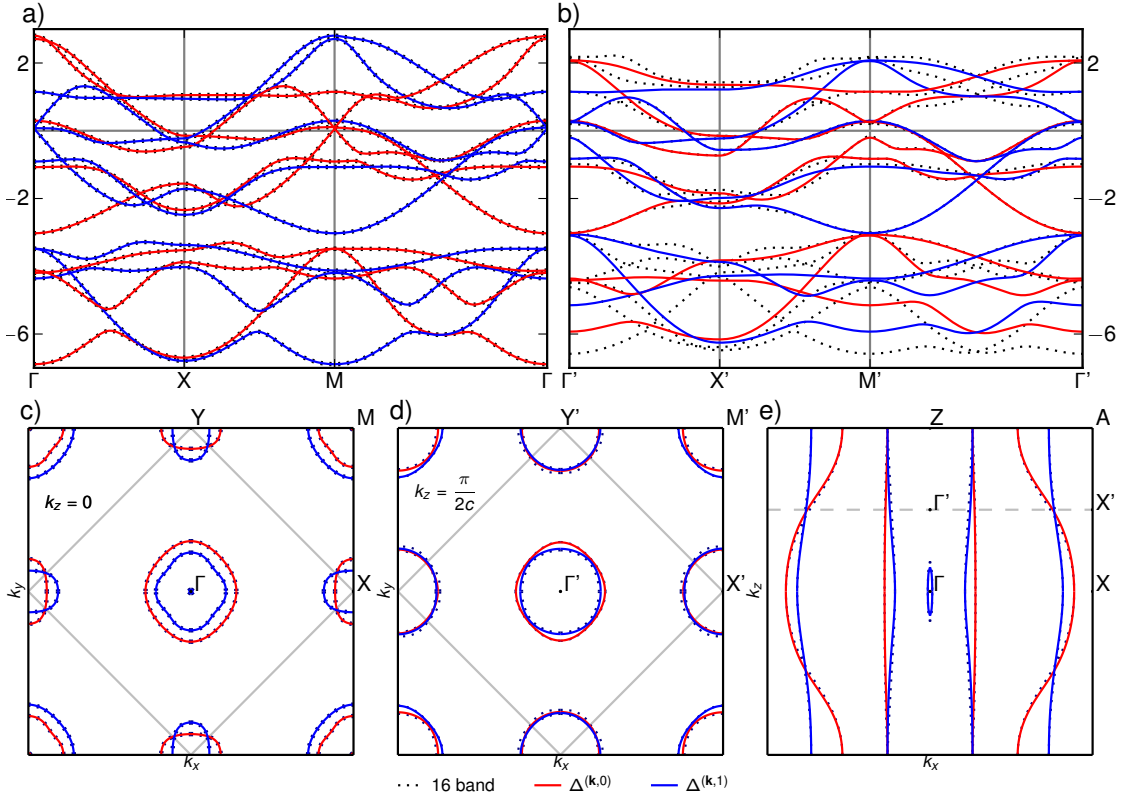 a)
b)
2
−2
−6
Γ
X
M
Γ
2
−2
−6
Γ'
X'
M'
Γ'
c)
Y
M
d)
Y'
M'
e)
Z
A
k_z = 0
k_z = π/2c
Γ'
X'
k_y
Γ
X
k_y
Γ'
X'
k_z
Γ
X
k_x
k_x
k_x
16 band
Δ^(k,0)
Δ^(k,1)